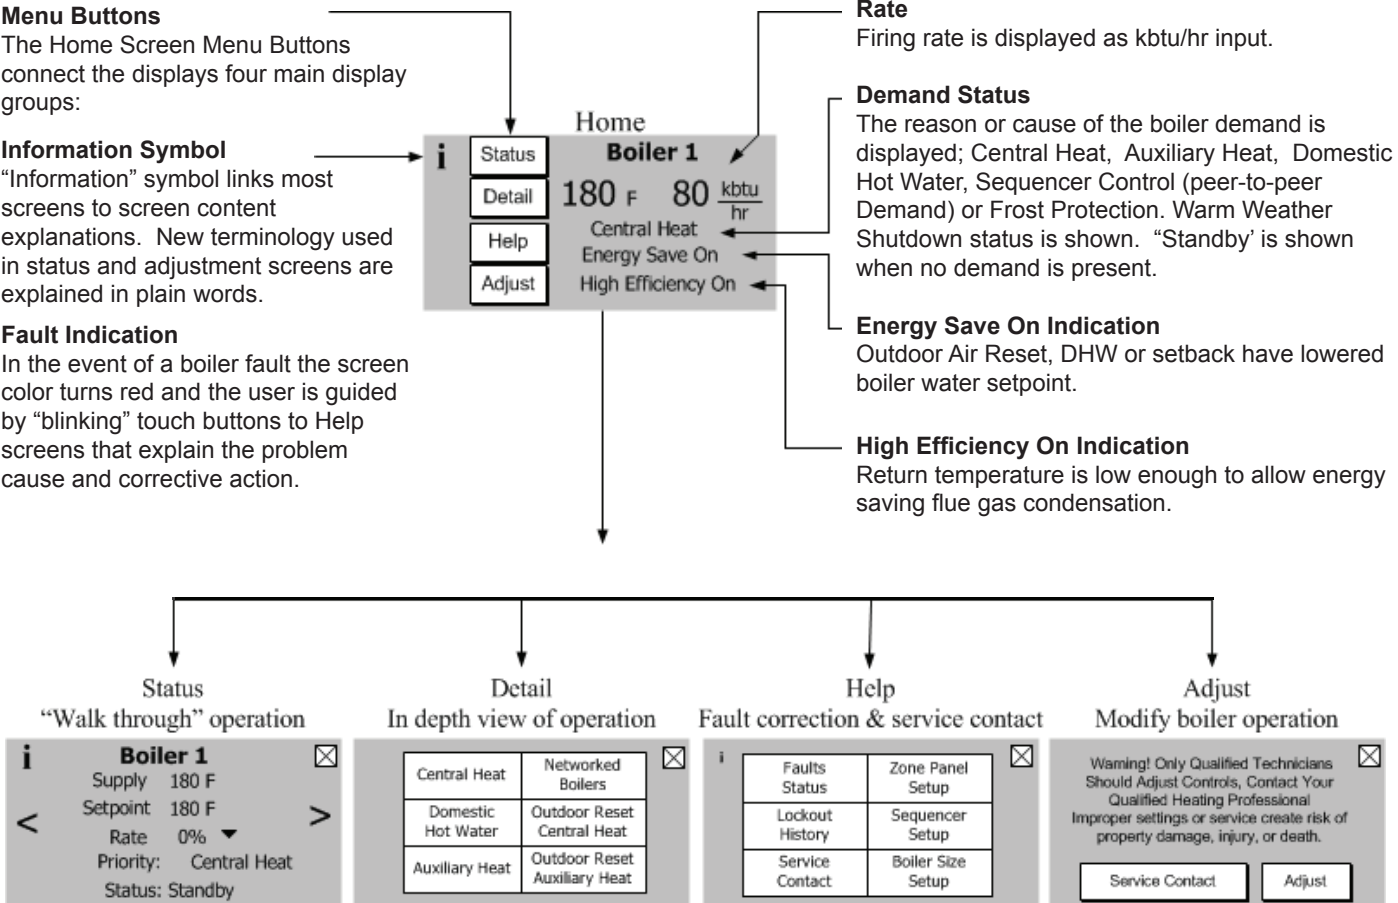 Menu Buttons
The Home Screen Menu Buttons
connect the displays four main display
groups:
Information Symbol
“Information” symbol links most
screens to screen content
explanations.  New terminology used
in status and adjustment screens are
explained in plain words.
Fault Indication
In the event of a boiler fault the screen
color turns red and the user is guided
by “blinking” touch buttons to Help
screens that explain the problem
cause and corrective action.
Home
i
Status
Detail
Help
Adjust
Boiler 1
180 F 80 kbtu
hr
Central Heat
Energy Save On
High Efficiency On
Rate
Firing rate is displayed as kbtu/hr input.
Demand Status
The reason or cause of the boiler demand is
displayed; Central Heat,  Auxiliary Heat,  Domestic
Hot Water, Sequencer Control (peer-to-peer
Demand) or Frost Protection. Warm Weather
Shutdown status is shown.  “Standby’ is shown
when no demand is present.
Energy Save On Indication
Outdoor Air Reset, DHW or setback have lowered
boiler water setpoint.
High Efficiency On Indication
Return temperature is low enough to allow energy
saving flue gas condensation.
Status
“Walk through” operation
i
Boiler 1
Supply 180 F
< Setpoint 180 F >
Rate 0%
Priority: Central Heat
Status: Standby
Detail
In depth view of operation
Central Heat
Networked
Boilers
Domestic
Hot Water
Outdoor Reset
Central Heat
Auxiliary Heat
Outdoor Reset
Auxiliary Heat
Help
Fault correction & service contact
i
Faults
Status
Zone Panel
Setup
Lockout
History
Sequencer
Setup
Service
Contact
Boiler Size
Setup
Adjust
Modify boiler operation
Warning! Only Qualified Technicians
Should Adjust Controls, Contact Your
Qualified Heating Professional
Improper settings or service create risk of
property damage, injury, or death.
Service Contact
Adjust